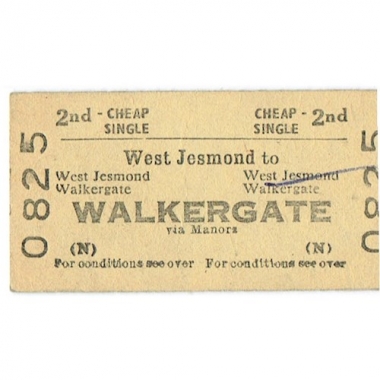 2nd - CHEAP SINGLE CHEAP - 2nd SINGLE
West Jesmond to
West Jesmond West Jesmond
Walkergate Walkergate
WALKERGATE
via Manors
(N) (N)
For conditions see over For conditions see over
0825
0825